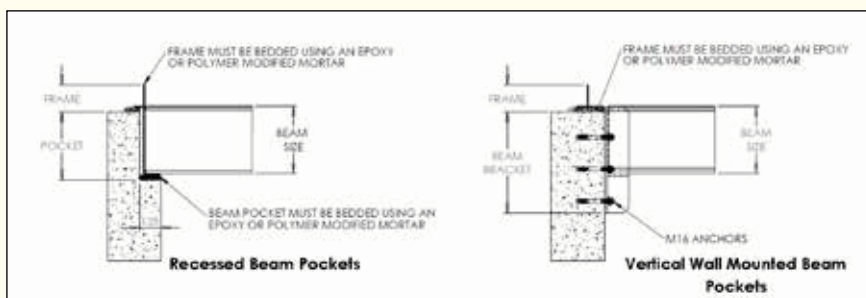 FRAME MUST BE BEDDED USING AN EPOXY
OR POLYMER MODIFIED MORTAR
FRAME
POCKET
BEAM
SIZE
BEAM POCKET MUST BE BEDDED USING AN
EPOXY OR POLYMER MODIFIED MORTAR
Recessed Beam Pockets
FRAME MUST BE BEDDED USING AN EPOXY
OR POLYMER MODIFIED MORTAR
FRAME
BEAM
BRACKET
BEAM
SIZE
M16 ANCHORS
Vertical Wall Mounted Beam
Pockets